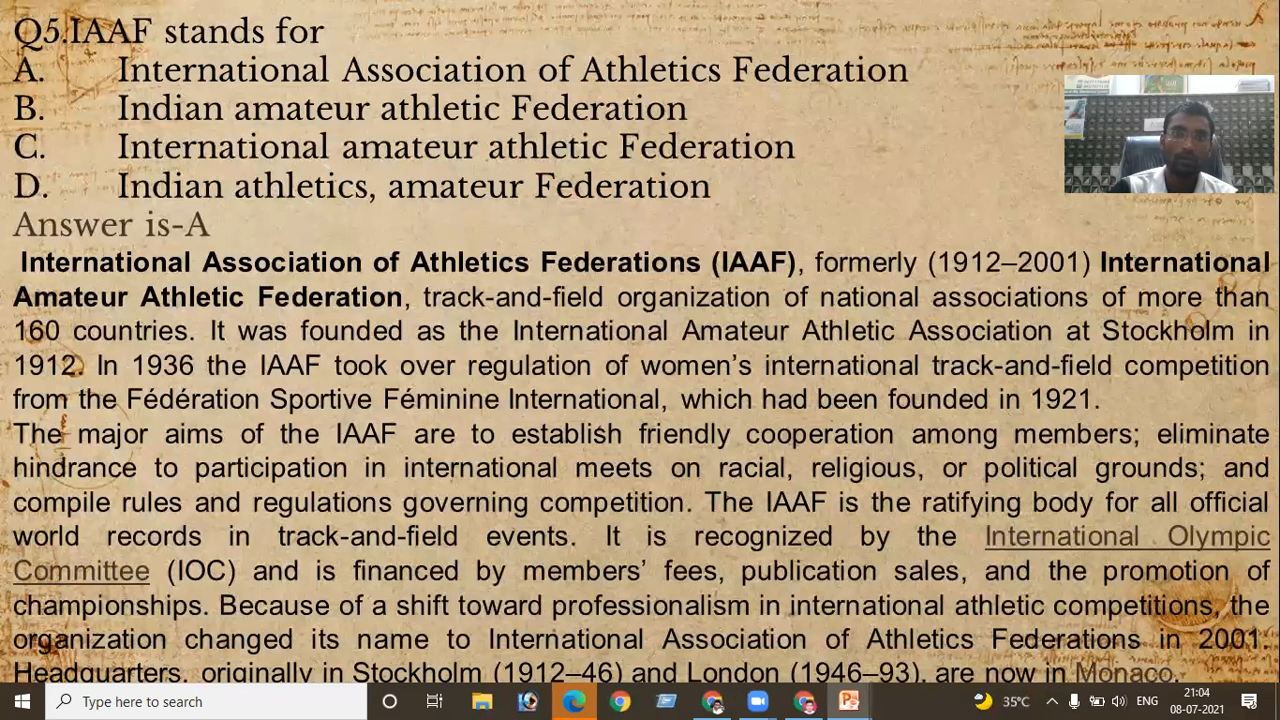 Q5.IAAF stands for
A. International Association of Athletics Federation
B. Indian amateur athletic Federation
C. International amateur athletic Federation
D. Indian athletics, amateur Federation
Answer is-A
International Association of Athletics Federations (IAAF), formerly (1912–2001) International
Amateur Athletic Federation, track-and-field organization of national associations of more than
160 countries. It was founded as the International Amateur Athletic Association at Stockholm in
1912. In 1936 the IAAF took over regulation of women’s international track-and-field competition
from the Fédération Sportive Féminine International, which had been founded in 1921.
The major aims of the IAAF are to establish friendly cooperation among members; eliminate
hindrance to participation in international meets on racial, religious, or political grounds; and
compile rules and regulations governing competition. The IAAF is the ratifying body for all official
world records in track-and-field events. It is recognized by the International Olympic
Committee (IOC) and is financed by members’ fees, publication sales, and the promotion of
championships. Because of a shift toward professionalism in international athletic competitions, the
organization changed its name to International Association of Athletics Federations in 2001.
Headquarters, originally in Stockholm (1912–46) and London (1946–93), are now in Monaco.
Type here to search
35°C
ENG
21:04
08-07-2021